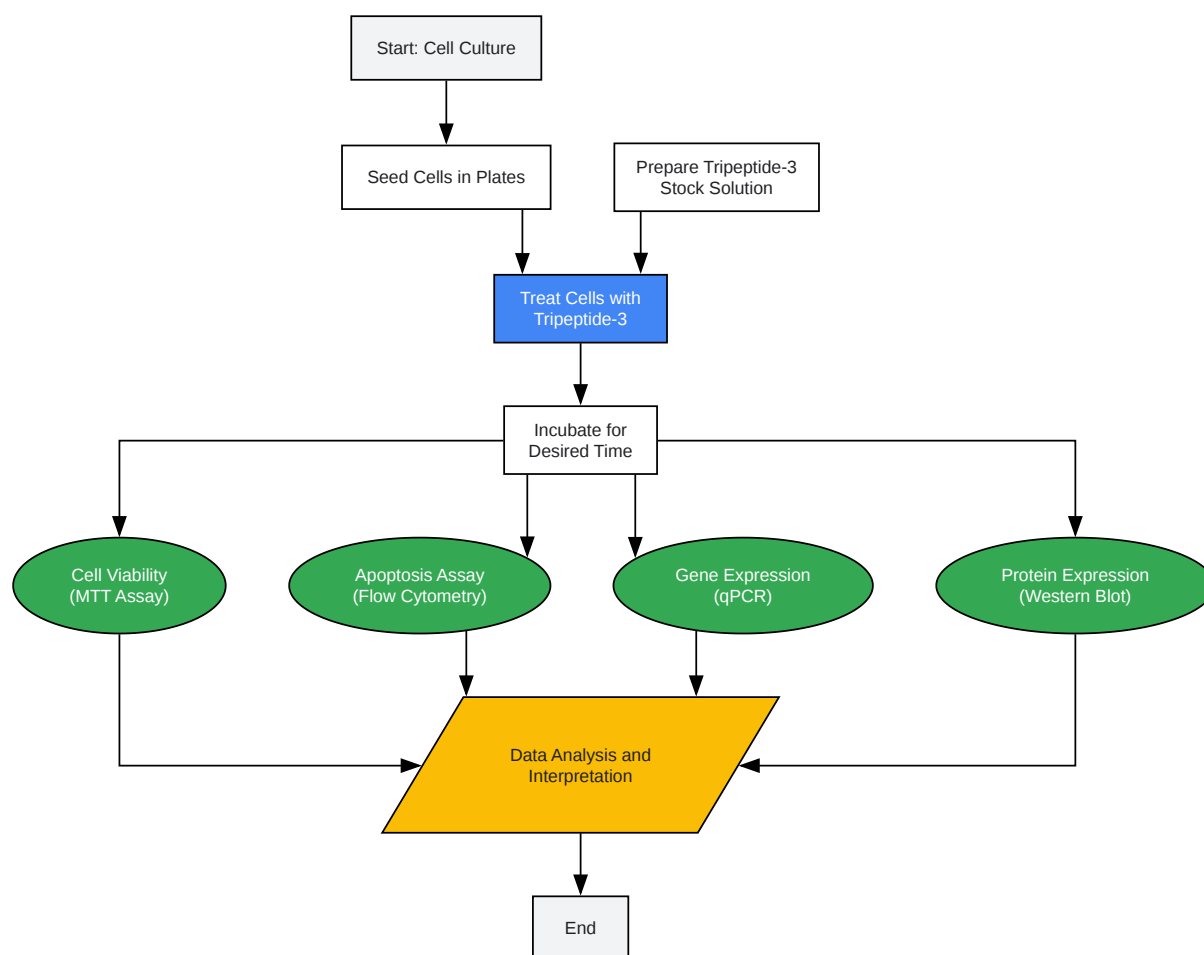 Start: Cell Culture
Seed Cells in Plates
Prepare Tripeptide-3
Stock Solution
Treat Cells with
Tripeptide-3
Incubate for
Desired Time
Cell Viability
(MTT Assay)
Apoptosis Assay
(Flow Cytometry)
Gene Expression
(qPCR)
Protein Expression
(Western Blot)
Data Analysis and
Interpretation
End